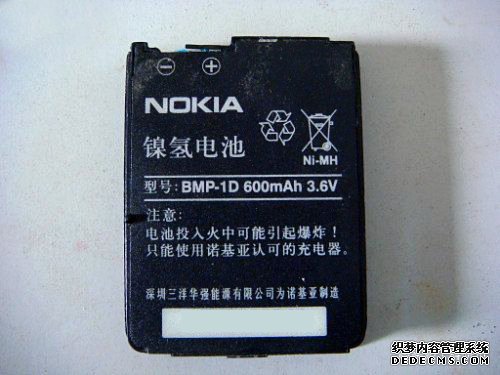 NOKIA
Ni-MH
镍氢电池
型号: BMP-1D 600mAh 3.6V
注意:
电池投入火中可能引起爆炸!
只能使用诺基亚认可的充电器.
深圳三洋华强能源有限公司为诺基亚制造
织梦内容管理系统
DEDECMS.COM